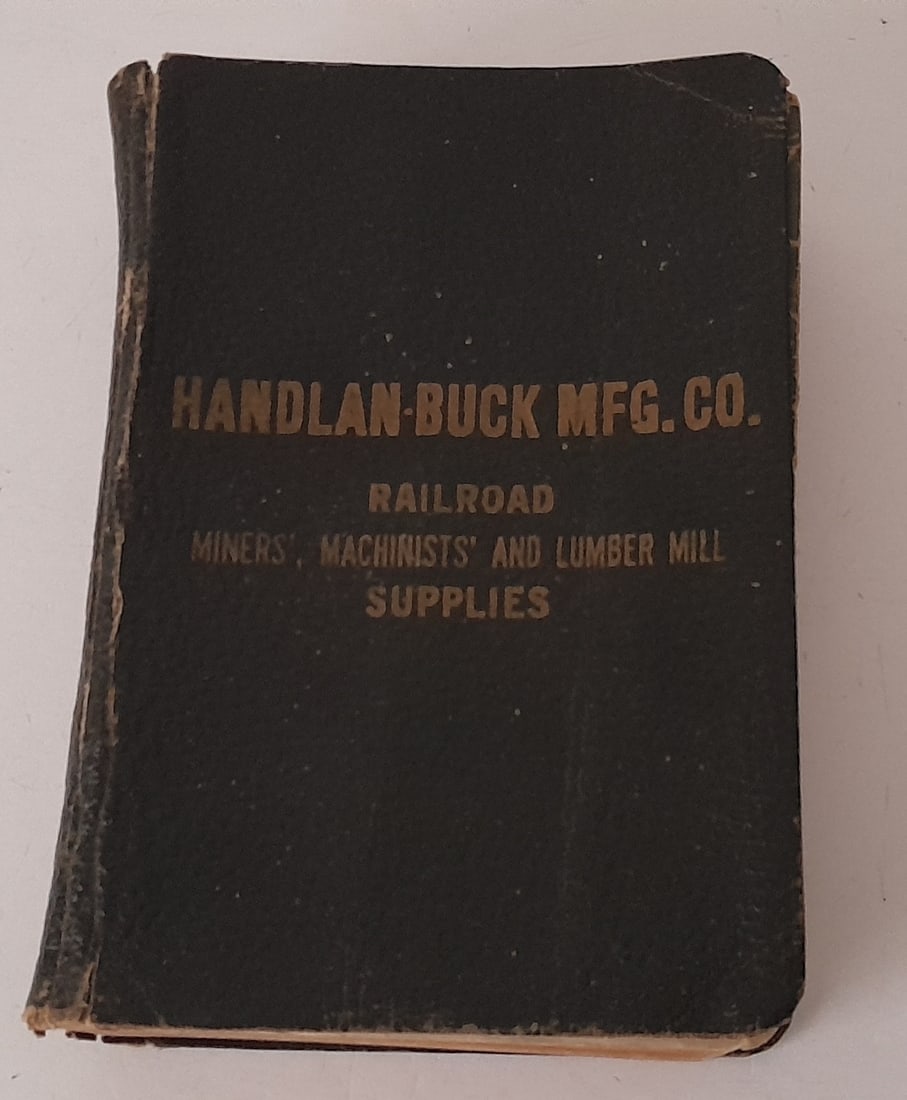 HANDLAN-BUCK MFG. CO.
RAILROAD
MINERS', MACHINISTS' AND LUMBER MILL
SUPPLIES